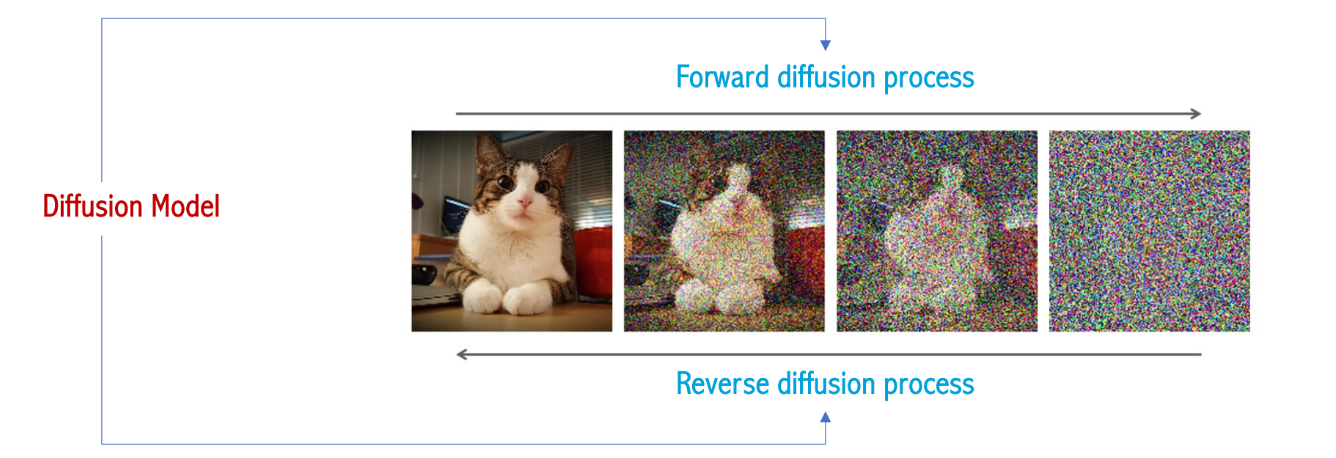 Forward diffusion process
Diffusion Model
Reverse diffusion process